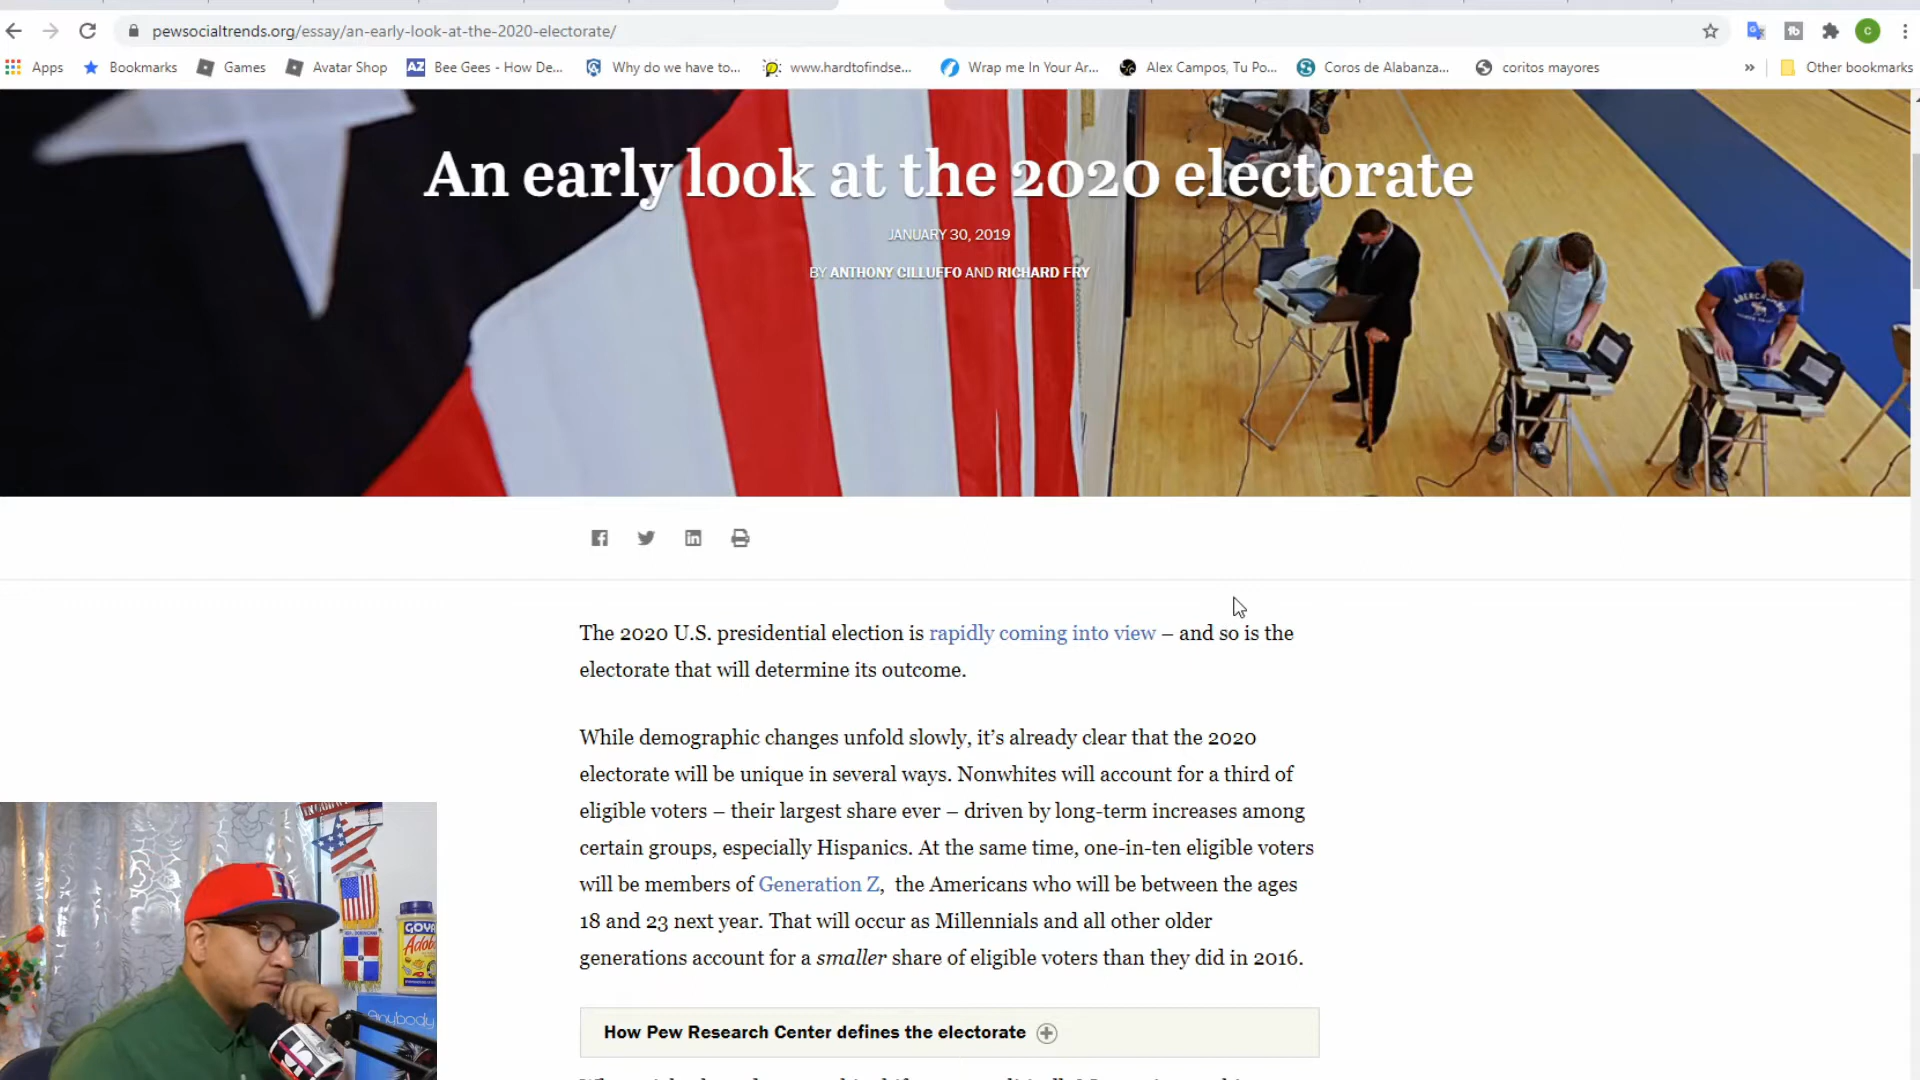 pewsocialtrends.org/essay/an-early-look-at-the-2020-electorate/
C
Apps Bookmarks Games Avatar Shop AZ Bee Gees - How De... Why do we have to... www.hardtofindse... Wrap me In Your Ar... Alex Campos, Tu Po... Coros de Alabanza... coritos mayores » Other bookmarks
An early look at the 2020 electorate
JANUARY 30, 2019
BY ANTHONY CILLUFFO AND RICHARD FRY
The 2020 U.S. presidential election is rapidly coming into view – and so is the
electorate that will determine its outcome.
While demographic changes unfold slowly, it's already clear that the 2020
electorate will be unique in several ways. Nonwhites will account for a third of
eligible voters – their largest share ever – driven by long-term increases among
certain groups, especially Hispanics. At the same time, one-in-ten eligible voters
will be members of Generation Z, the Americans who will be between the ages
18 and 23 next year. That will occur as Millennials and all other older
generations account for a smaller share of eligible voters than they did in 2016.
How Pew Research Center defines the electorate
GOYA
Adobo
anybody